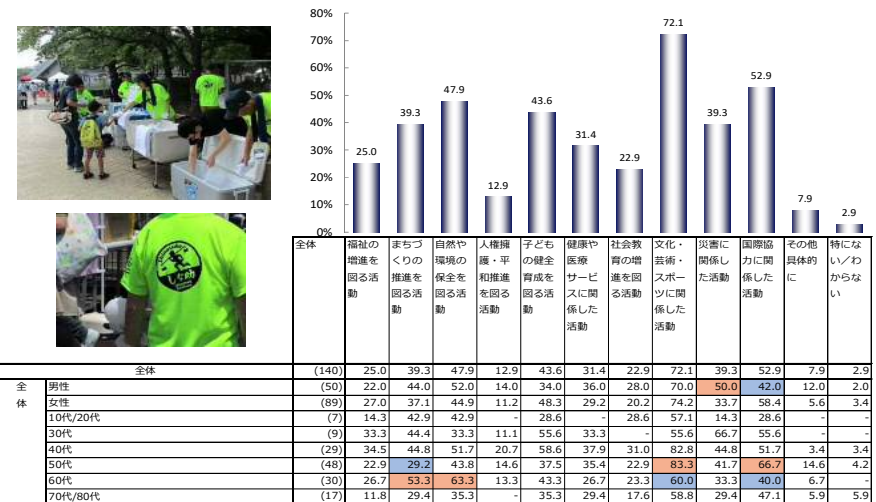 80%
70%
60%
50%
40%
30%
20%
10%
0%
25.0
39.3
47.9
12.9
43.6
31.4
22.9
72.1
39.3
52.9
7.9
2.9
全体
福祉の
増進を
図る活
動
まちづ
くりの
推進を
図る活
動
自然や
環境の
保全を
図る活
動
人権擁
護・平
和推進
を図る
活動
子ども
の健全
育成を
図る活
動
健康や
医療
サービ
スに関
係した
活動
社会教
育の増
進を図
る活動
文化・
芸術・
スポー
ツに関
係した
活動
災害に
関係し
た活動
国際協
力に関
係した
活動
その他
具体的
に
特にな
い／わ
からな
い
全体 (140) 25.0 39.3 47.9 12.9 43.6 31.4 22.9 72.1 39.3 52.9 7.9 2.9
全体
男性 (50) 22.0 44.0 52.0 14.0 34.0 36.0 28.0 70.0 50.0 42.0 12.0 2.0
女性 (89) 27.0 37.1 44.9 11.2 48.3 29.2 20.2 74.2 33.7 58.4 5.6 3.4
10代/20代 (7) 14.3 42.9 42.9 - 28.6 - 28.6 57.1 14.3 28.6 - -
30代 (9) 33.3 44.4 33.3 11.1 55.6 33.3 - 55.6 66.7 55.6 - -
40代 (29) 34.5 44.8 51.7 20.7 58.6 37.9 31.0 82.8 44.8 51.7 3.4 3.4
50代 (48) 22.9 29.2 43.8 14.6 37.5 35.4 22.9 83.3 41.7 66.7 14.6 4.2
60代 (30) 26.7 53.3 63.3 13.3 43.3 26.7 23.3 60.0 33.3 40.0 6.7 -
70代/80代 (17) 11.8 29.4 35.3 - 35.3 29.4 17.6 58.8 29.4 47.1 5.9 5.9